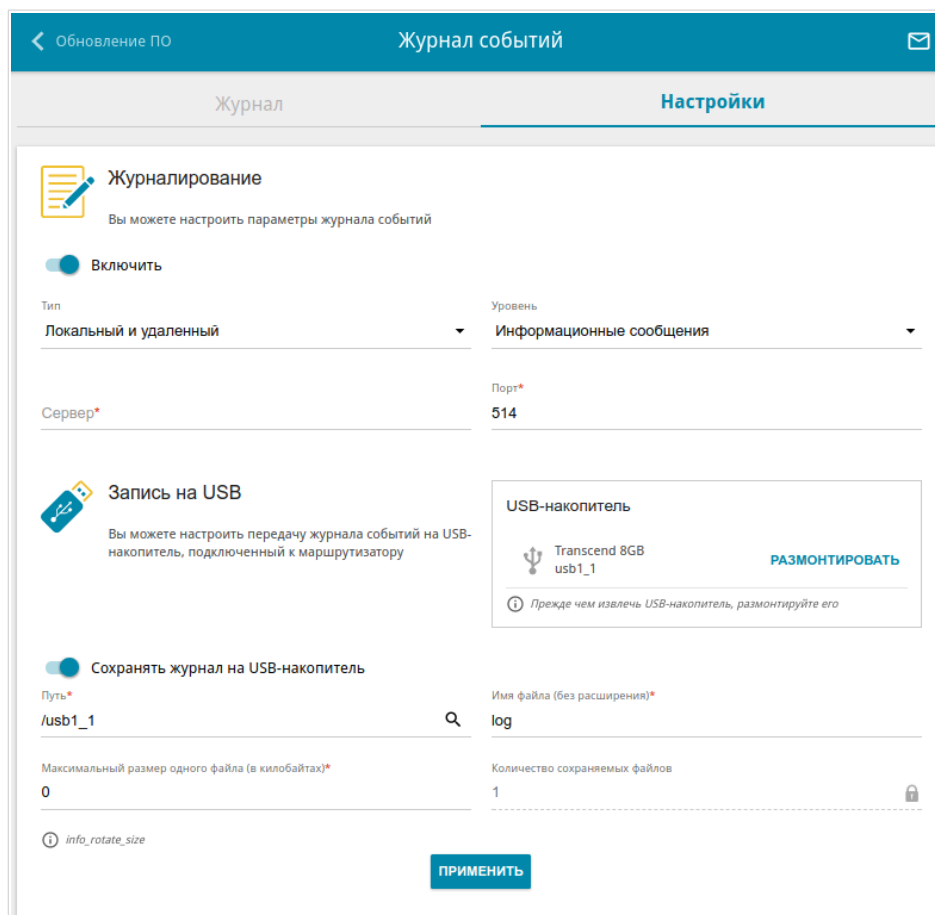 Обновление ПО
Журнал событий
Журнал
Настройки
Журналирование
Вы можете настроить параметры журнала событий
Включить
Тип
Уровень
Локальный и удаленный
Информационные сообщения
Сервер*
Порт*
514
Запись на USB
Вы можете настроить передачу журнала событий на USB-
накопитель, подключенный к маршрутизатору
USB-накопитель
Transcend 8GB
usb1_1
РАЗМОНТИРОВАТЬ
Прежде чем извлечь USB-накопитель, размонтируйте его
Сохранять журнал на USB-накопитель
Путь*
Имя файла (без расширения)*
/usb1_1
log
Максимальный размер одного файла (в килобайтах)*
Количество сохраняемых файлов
0
1
info_rotate_size
ПРИМЕНИТЬ